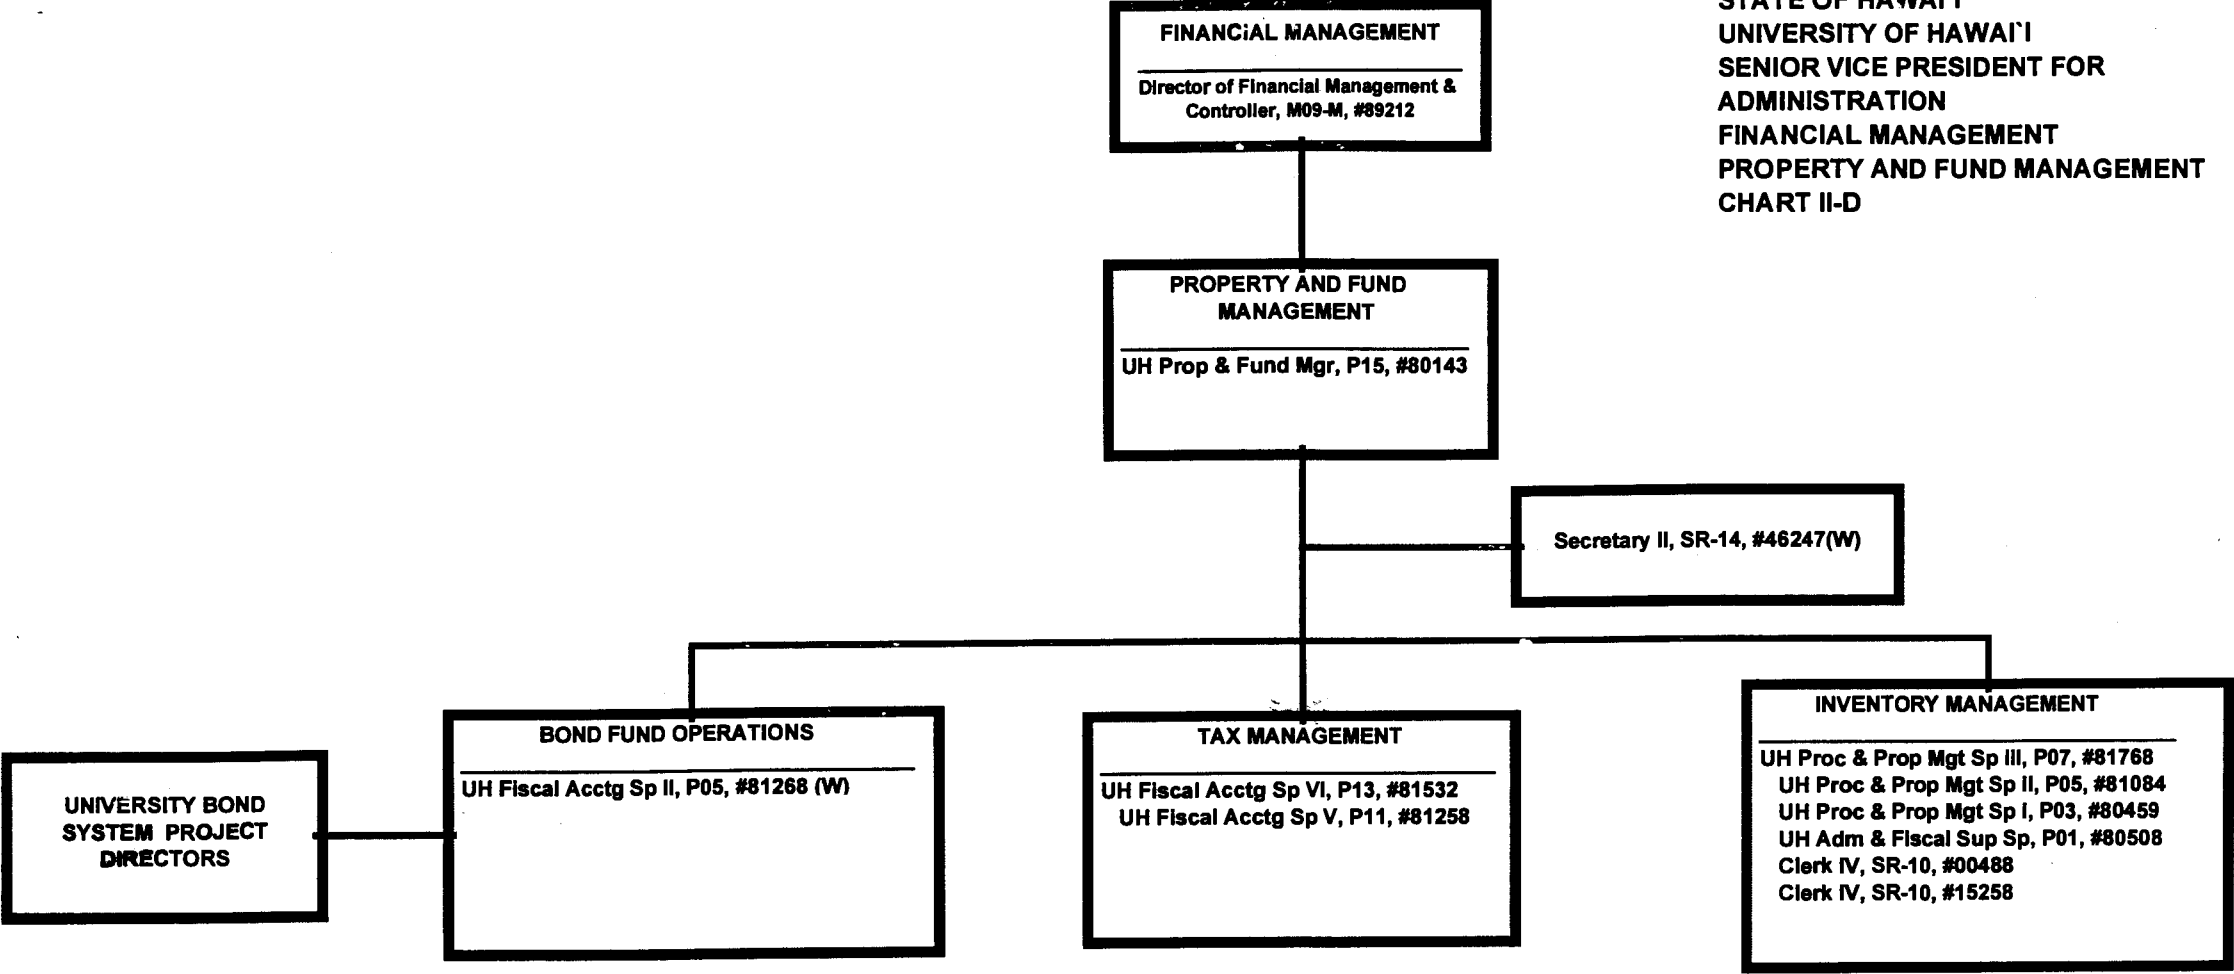 STATE OF HAWAI'I
UNIVERSITY OF HAWAI`I
SENIOR VICE PRESIDENT FOR
ADMINISTRATION
FINANCIAL MANAGEMENT
PROPERTY AND FUND MANAGEMENT
CHART II-D
FINANCIAL MANAGEMENT
Director of Financial Management &
Controller, M09-M, #89212
PROPERTY AND FUND
MANAGEMENT
UH Prop & Fund Mgr, P15, #80143
Secretary II, SR-14, #46247(W)
UNIVERSITY BOND
SYSTEM PROJECT
DIRECTORS
BOND FUND OPERATIONS
UH Fiscal Acctg Sp II, P05, #81268 (W)
TAX MANAGEMENT
UH Fiscal Acctg Sp VI, P13, #81532
UH Fiscal Acctg Sp V, P11, #81258
INVENTORY MANAGEMENT
UH Proc & Prop Mgt Sp III, P07, #81768
UH Proc & Prop Mgt Sp II, P05, #81084
UH Proc & Prop Mgt Sp I, P03, #80459
UH Adm & Fiscal Sup Sp, P01, #80508
Clerk IV, SR-10, #00488
Clerk IV, SR-10, #15258